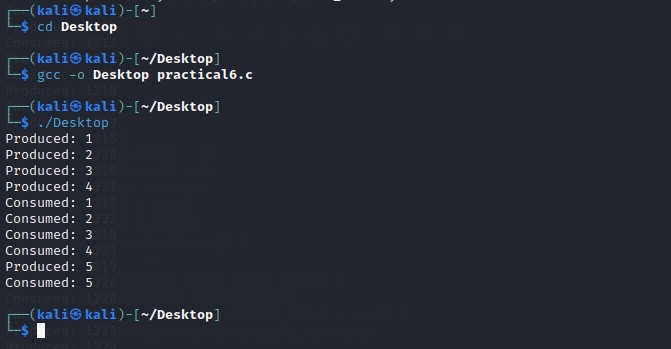 ┌──(kali㉿kali)-[~]
└─$ cd Desktop
┌──(kali㉿kali)-[~/Desktop]
└─$ gcc -o Desktop practical6.c
┌──(kali㉿kali)-[~/Desktop]
└─$ ./Desktop
Produced: 1
Produced: 2
Produced: 3
Produced: 4
Consumed: 1
Consumed: 2
Consumed: 3
Consumed: 4
Produced: 5
Consumed: 5
┌──(kali㉿kali)-[~/Desktop]
└─$